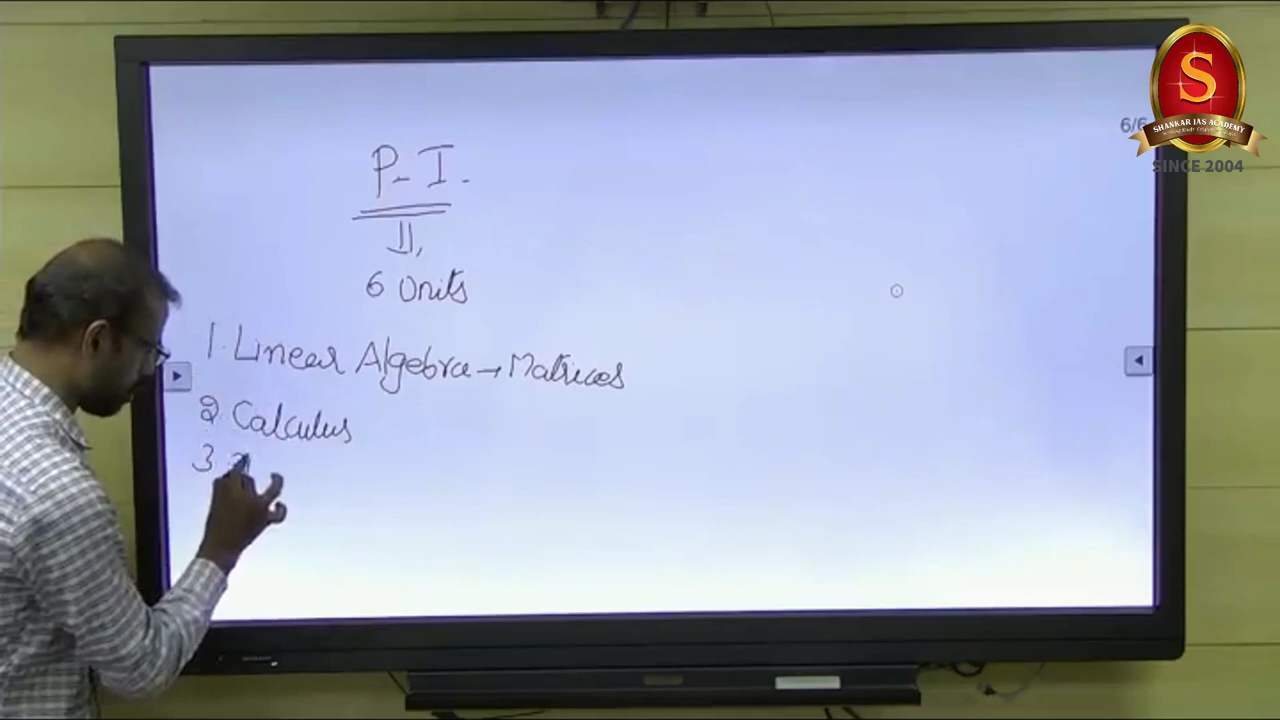 P-I.
6 Units
1. Linear Algebra → Matrices
2. Calculus
3
6/6
S
SHANKAR IAS ACADEMY
SINCE 2004